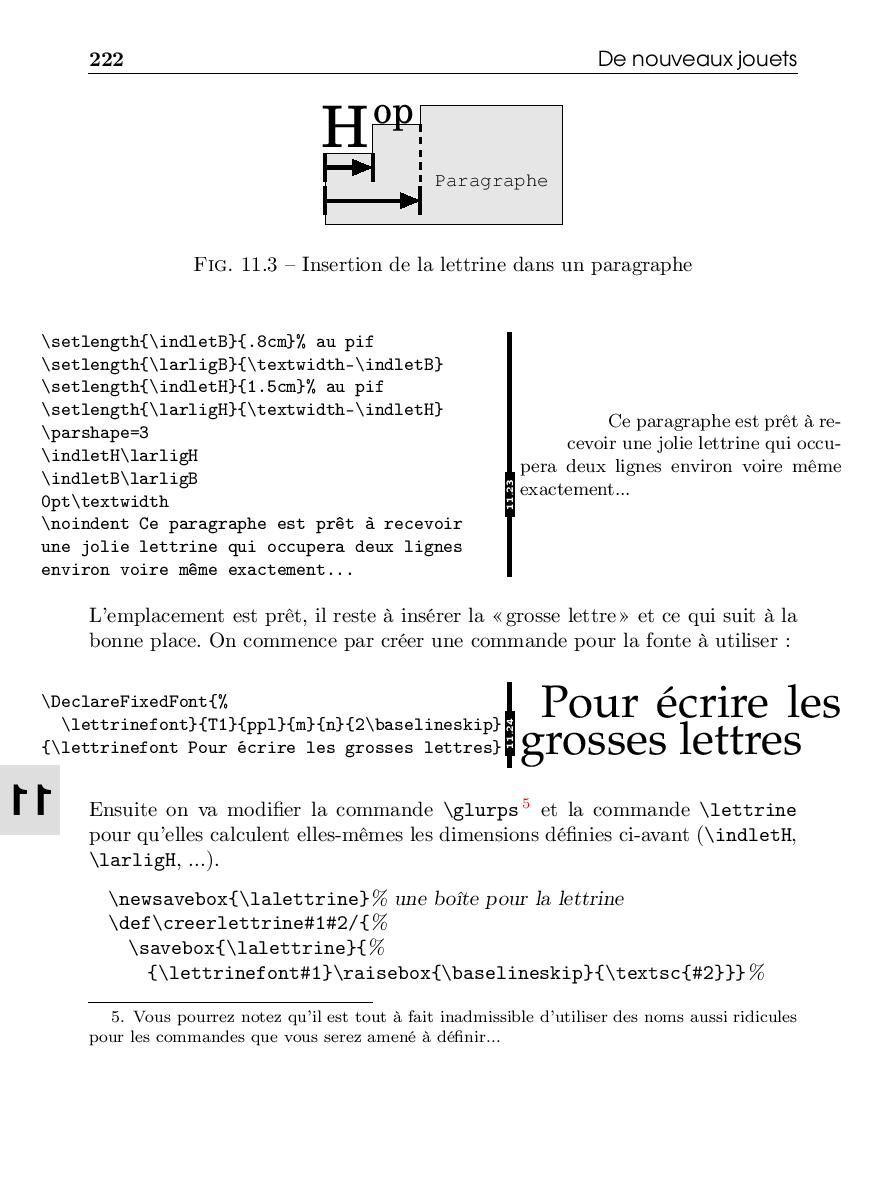 222 De nouveaux jouets
Hop
Paragraphe
Fig. 11.3 – Insertion de la lettrine dans un paragraphe
\setlength{\indletB}{.8cm}% au pif
\setlength{\larligB}{\textwidth-\indletB}
\setlength{\indletH}{1.5cm}% au pif
\setlength{\larligH}{\textwidth-\indletH}
\parshape=3
\indletH\larligH
\indletB\larligB
0pt\textwidth
\noindent Ce paragraphe est prêt à recevoir
une jolie lettrine qui occupera deux lignes
environ voire même exactement...
11.23
Ce paragraphe est prêt à re-
cevoir une jolie lettrine qui occu-
pera deux lignes environ voire même
exactement...
L'emplacement est prêt, il reste à insérer la « grosse lettre » et ce qui suit à la
bonne place. On commence par créer une commande pour la fonte à utiliser :
\DeclareFixedFont{%
\lettrinefont}{T1}{ppl}{m}{n}{2\baselineskip}
{\lettrinefont Pour écrire les grosses lettres}
11.24
Pour écrire les
grosses lettres
11
Ensuite on va modifier la commande \glurps 5 et la commande \lettrine
pour qu'elles calculent elles-mêmes les dimensions définies ci-avant (\indletH,
\larligH, ...).
\newsavebox{\lalettrine}% une boîte pour la lettrine
\def\creerlettrine#1#2/{%
\savebox{\lalettrine}{%
{\lettrinefont#1}\raisebox{\baselineskip}{\textsc{#2}}}%
5. Vous pourrez notez qu'il est tout à fait inadmissible d'utiliser des noms aussi ridicules
pour les commandes que vous serez amené à définir...